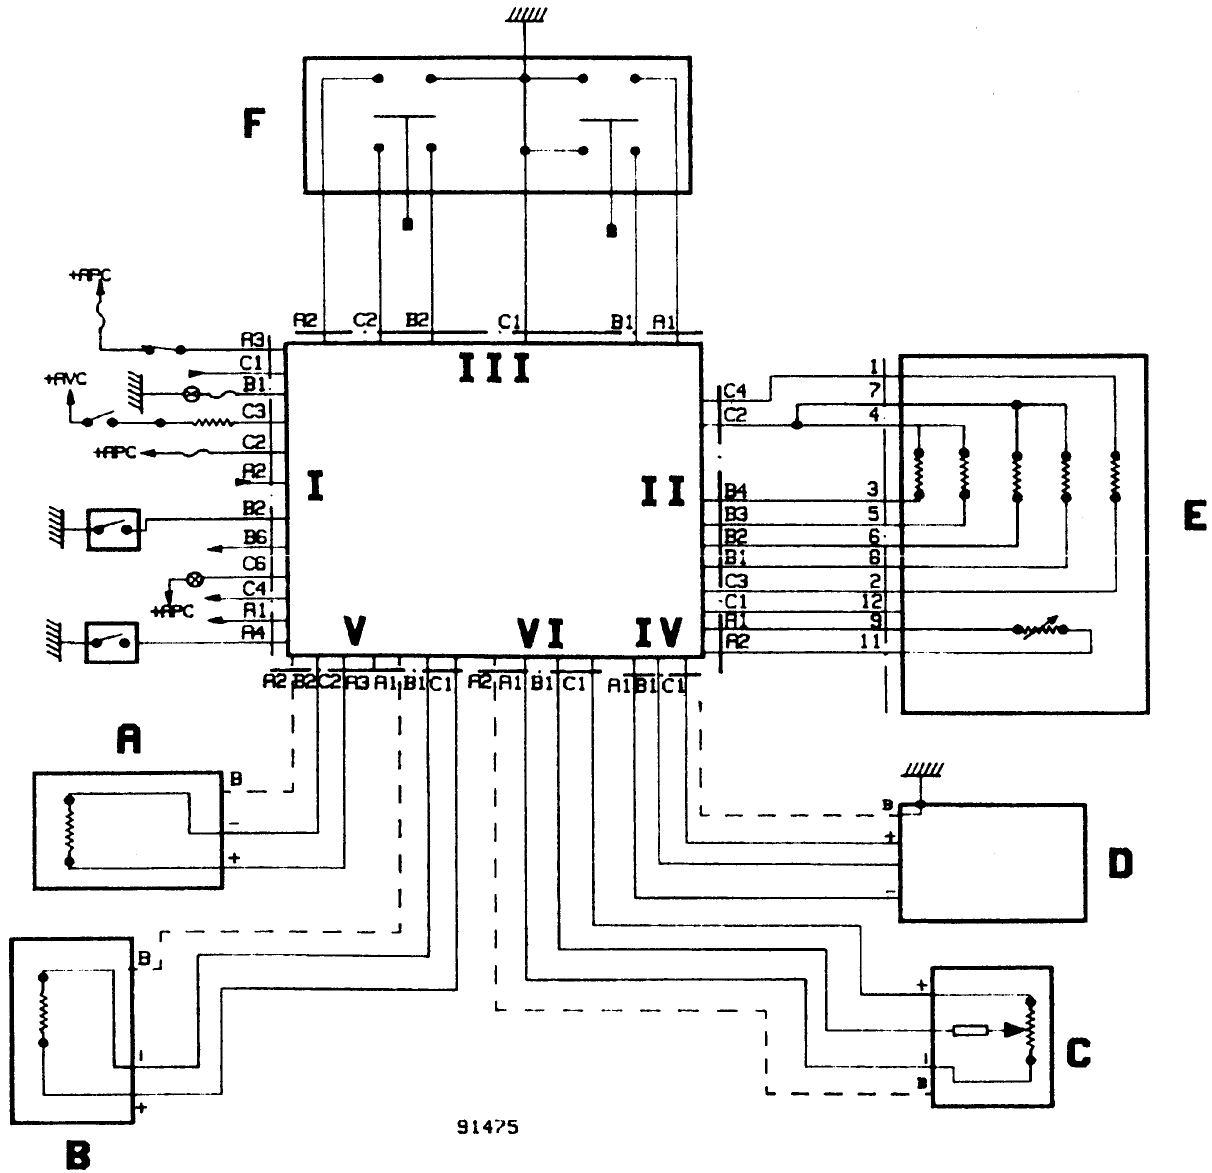 F
+APC
A2 C2 B2 C1 B1 A1
A3
C1
+AVC
B1
C3
C2
+APC
A2
B2
B6
C6
C4
+APC
A1
A4
I
III
II
V
VI
IV
C4 1
7
C2 4
B4 3
B3 5
B2 6
B1 8
C3 2
C1 12
A1 9
A2 11
E
A2 B2 C2 A3 A1 B1 C1 A2 A1 B1 C1 A1 B1 C1
A
B
-
+
B
+
-
D
B
-
+
B
+
-
B
C
91475